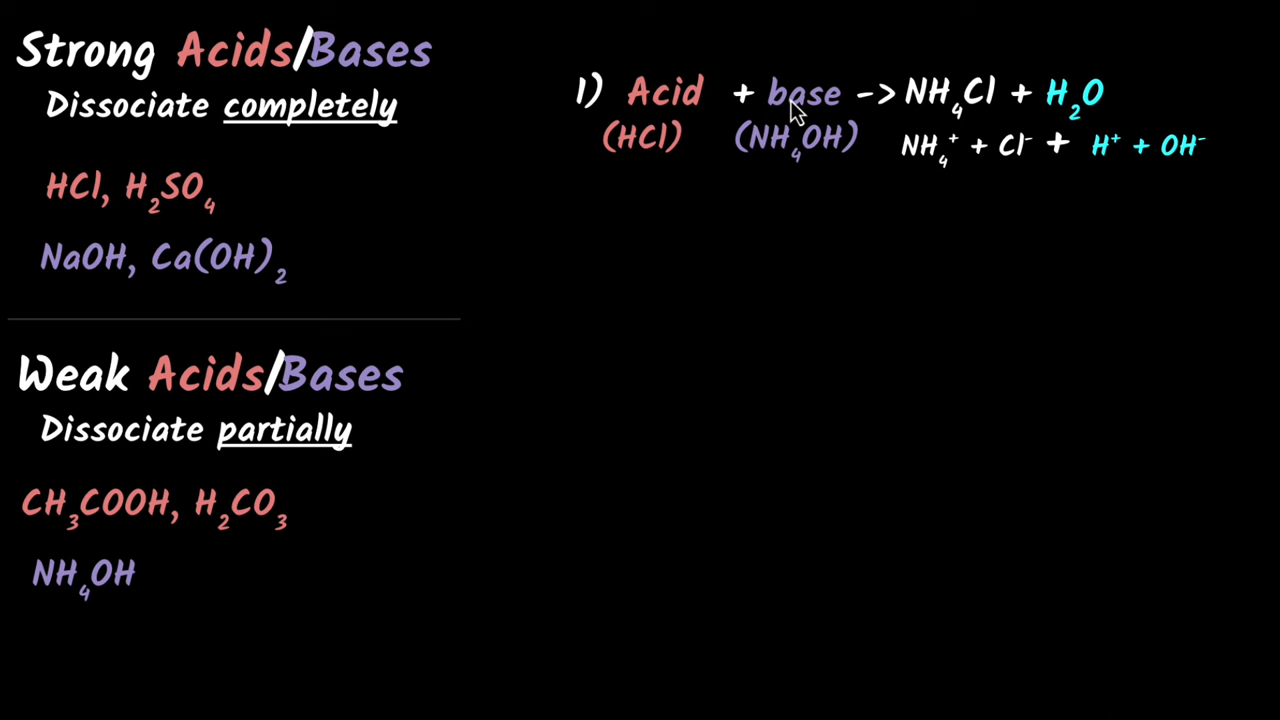 Strong Acids/Bases
Dissociate completely
HCl, H₂SO₄
NaOH, Ca(OH)₂
Weak Acids/Bases
Dissociate partially
CH₃COOH, H₂CO₃
NH₄OH
1) Acid + base -> NH₄Cl + H₂O
(HCl) (NH₄OH) NH₄⁺ + Cl⁻ + H⁺ + OH⁻